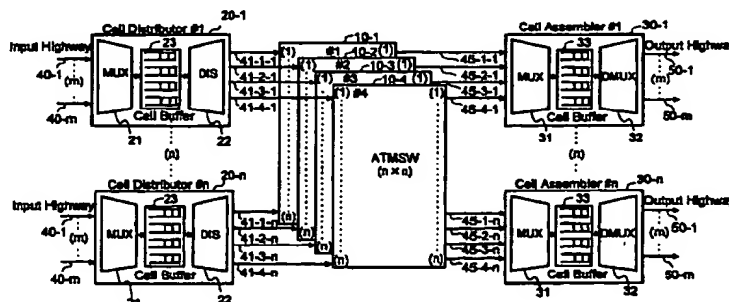 Cell Distributor #1
20-1
Input Highway
40-1
(m)
40-m
MUX
23
DIS
Cell Buffer
21
22
41-1-1
41-2-1
41-3-1
41-4-1
10-1
#1
10-2
(1)
#2
10-3
(1)
#3
10-4
(1)
(1)
(1)
(1)
(1)
#4
(1)
ATMSW
(n × n)
(n)
(n)
(n)
(n)
(n)
45-1-1
45-2-1
45-3-1
45-4-1
Cell Assembler #1
30-1
Output Highway
50-1
(m)
50-m
MUX
33
DMUX
Cell Buffer
31
32
(n)
(n)
Cell Distributor #n
20-n
Input Highway
40-1
(m)
40-m
MUX
23
DIS
Cell Buffer
22
41-1-n
41-2-n
41-3-n
41-4-n
45-1-n
45-2-n
45-3-n
45-4-n
Cell Assembler #n
30-n
Output Highway
50-1
(m)
50-m
MUX
33
DMUX
Cell Buffer
31
32